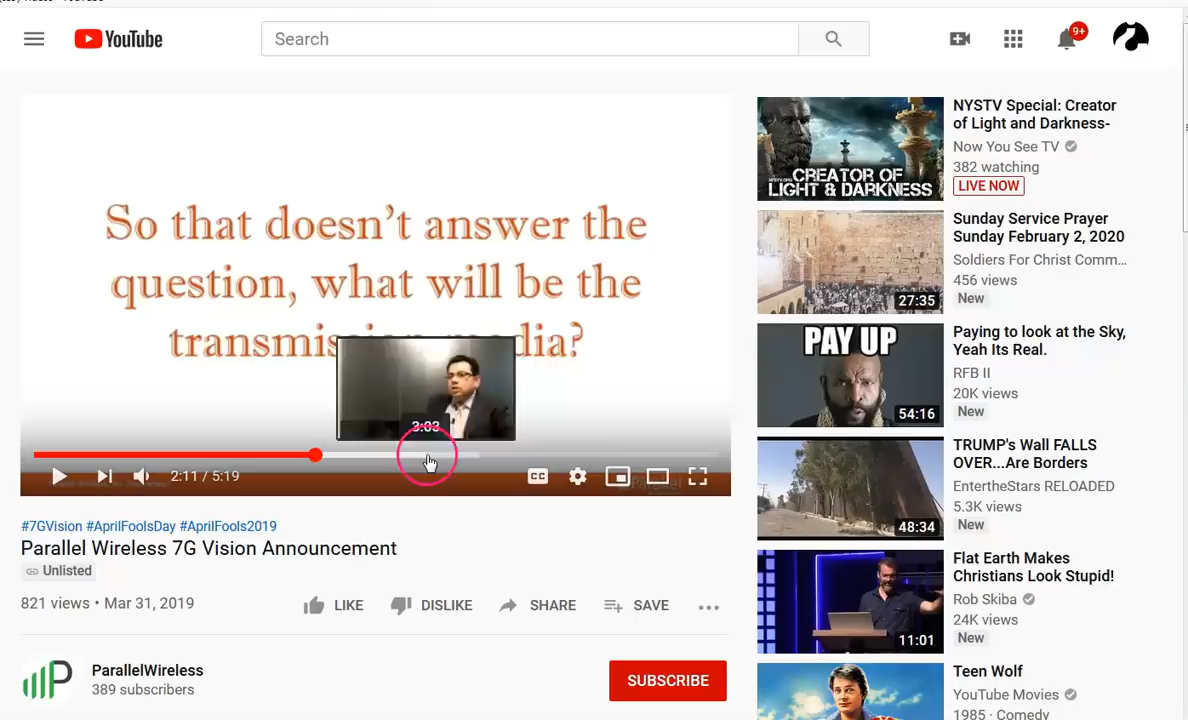 YouTube
Search
9+
So that doesn't answer the
question, what will be the
3:03
2:11 / 5:19
CC
#7GVision #AprilFoolsDay #AprilFools2019
Parallel Wireless 7G Vision Announcement
Unlisted
821 views • Mar 31, 2019
LIKE
DISLIKE
SHARE
SAVE
ParallelWireless
389 subscribers
SUBSCRIBE
CREATOR OF
LIGHT & DARKNESS
NYSTV Special: Creator
of Light and Darkness-
Now You See TV
382 watching
LIVE NOW
27:35
Sunday Service Prayer
Sunday February 2, 2020
Soldiers For Christ Comm...
456 views
New
PAY UP
54:16
Paying to look at the Sky,
Yeah Its Real.
RFB II
20K views
New
48:34
TRUMP's Wall FALLS
OVER...Are Borders
EntertheStars RELOADED
5.3K views
New
11:01
Flat Earth Makes
Christians Look Stupid!
Rob Skiba
24K views
New
Teen Wolf
YouTube Movies
1985 · Comedy